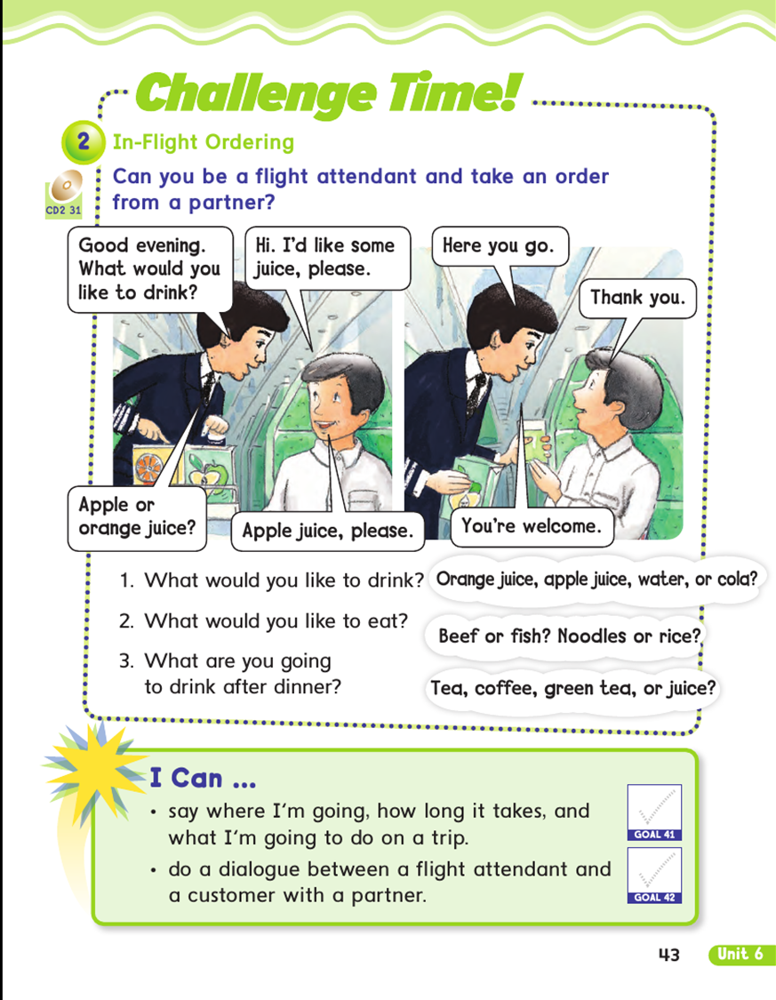 Challenge Time!
2 In-Flight Ordering
CD2 31
Can you be a flight attendant and take an order
from a partner?
Good evening.
What would you
like to drink?
Hi. I'd like some
juice, please.
Apple or
orange juice?
Apple juice, please.
Here you go.
Thank you.
You're welcome.
1. What would you like to drink?
Orange juice, apple juice, water, or cola?
2. What would you like to eat?
Beef or fish? Noodles or rice?
3. What are you going
to drink after dinner?
Tea, coffee, green tea, or juice?
I Can ...
• say where I'm going, how long it takes, and
what I'm going to do on a trip.
GOAL 41
• do a dialogue between a flight attendant and
a customer with a partner.
GOAL 42
43 Unit 6